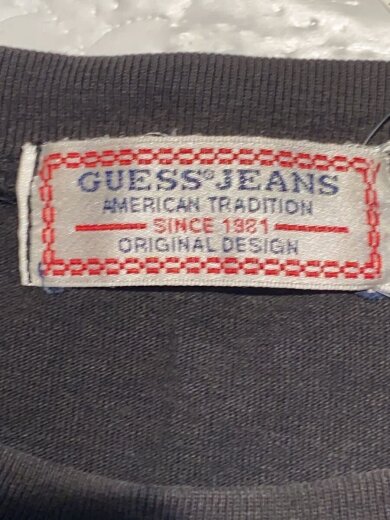 GUESS® JEANS
AMERICAN TRADITION
SINCE 1981
ORIGINAL DESIGN